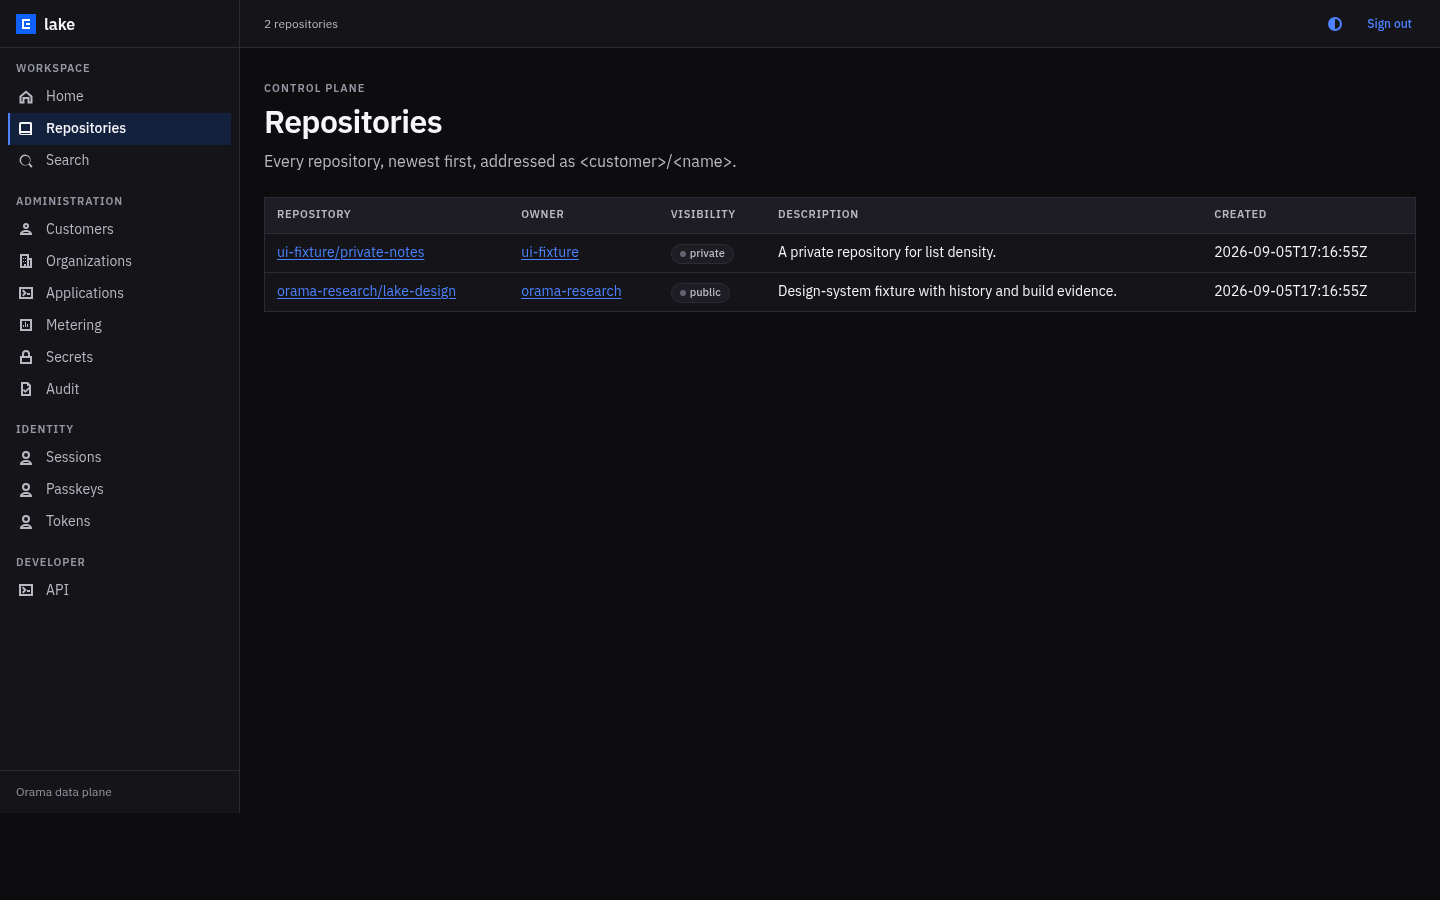 lake
2 repositories
Sign out
WORKSPACE
Home
Repositories
Search
ADMINISTRATION
Customers
Organizations
Applications
Metering
Secrets
Audit
IDENTITY
Sessions
Passkeys
Tokens
DEVELOPER
API
Orama data plane
CONTROL PLANE
Repositories
Every repository, newest first, addressed as <customer>/<name>.
REPOSITORY OWNER VISIBILITY DESCRIPTION CREATED
ui-fixture/private-notes ui-fixture private A private repository for list density. 2026-09-05T17:16:55Z
orama-research/lake-design orama-research public Design-system fixture with history and build evidence. 2026-09-05T17:16:55Z